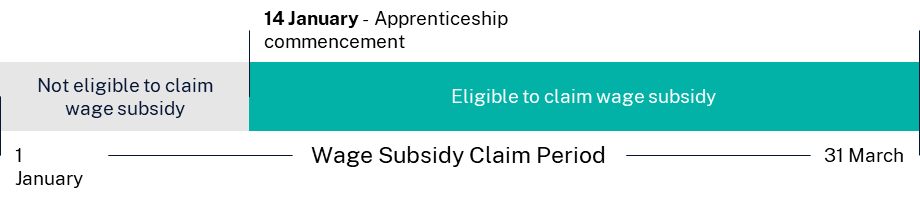 14 January - Apprenticeship
commencement
Not eligible to claim
wage subsidy
Eligible to claim wage subsidy
1
January
Wage Subsidy Claim Period
31 March